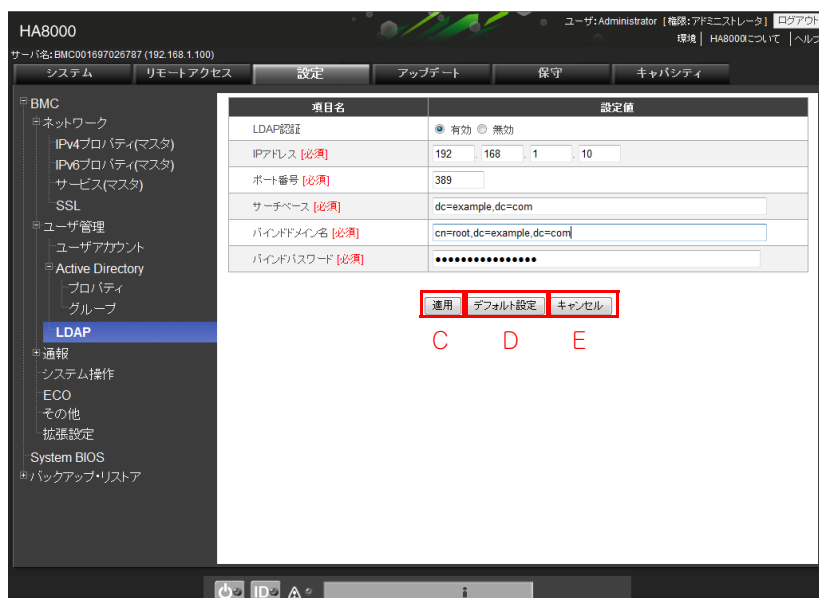 HA8000
ユーザ:Administrator [権限:アドミニストレータ] ログアウト
環境 | HA8000について | ヘルプ
サーバ名:BMC001697026787 (192.168.1.100)
システム リモートアクセス 設定 アップデート 保守 キャパシティ
BMC
ネットワーク
IPv4プロパティ(マスタ)
IPv6プロパティ(マスタ)
サービス(マスタ)
SSL
ユーザ管理
ユーザアカウント
Active Directory
プロパティ
グループ
LDAP
通報
システム操作
ECO
その他
拡張設定
System BIOS
バックアップ・リストア
項目名 設定値
LDAP認証 有効 無効
IPアドレス [必須] 192 . 168 . 1 . 10
ポート番号 [必須] 389
サーチベース [必須] dc=example,dc=com
バインドドメイン名 [必須] cn=root,dc=example,dc=com
バインドパスワード [必須] ●●●●●●●●●●●●●●●●
適用 デフォルト設定 キャンセル
C D E
ID
i